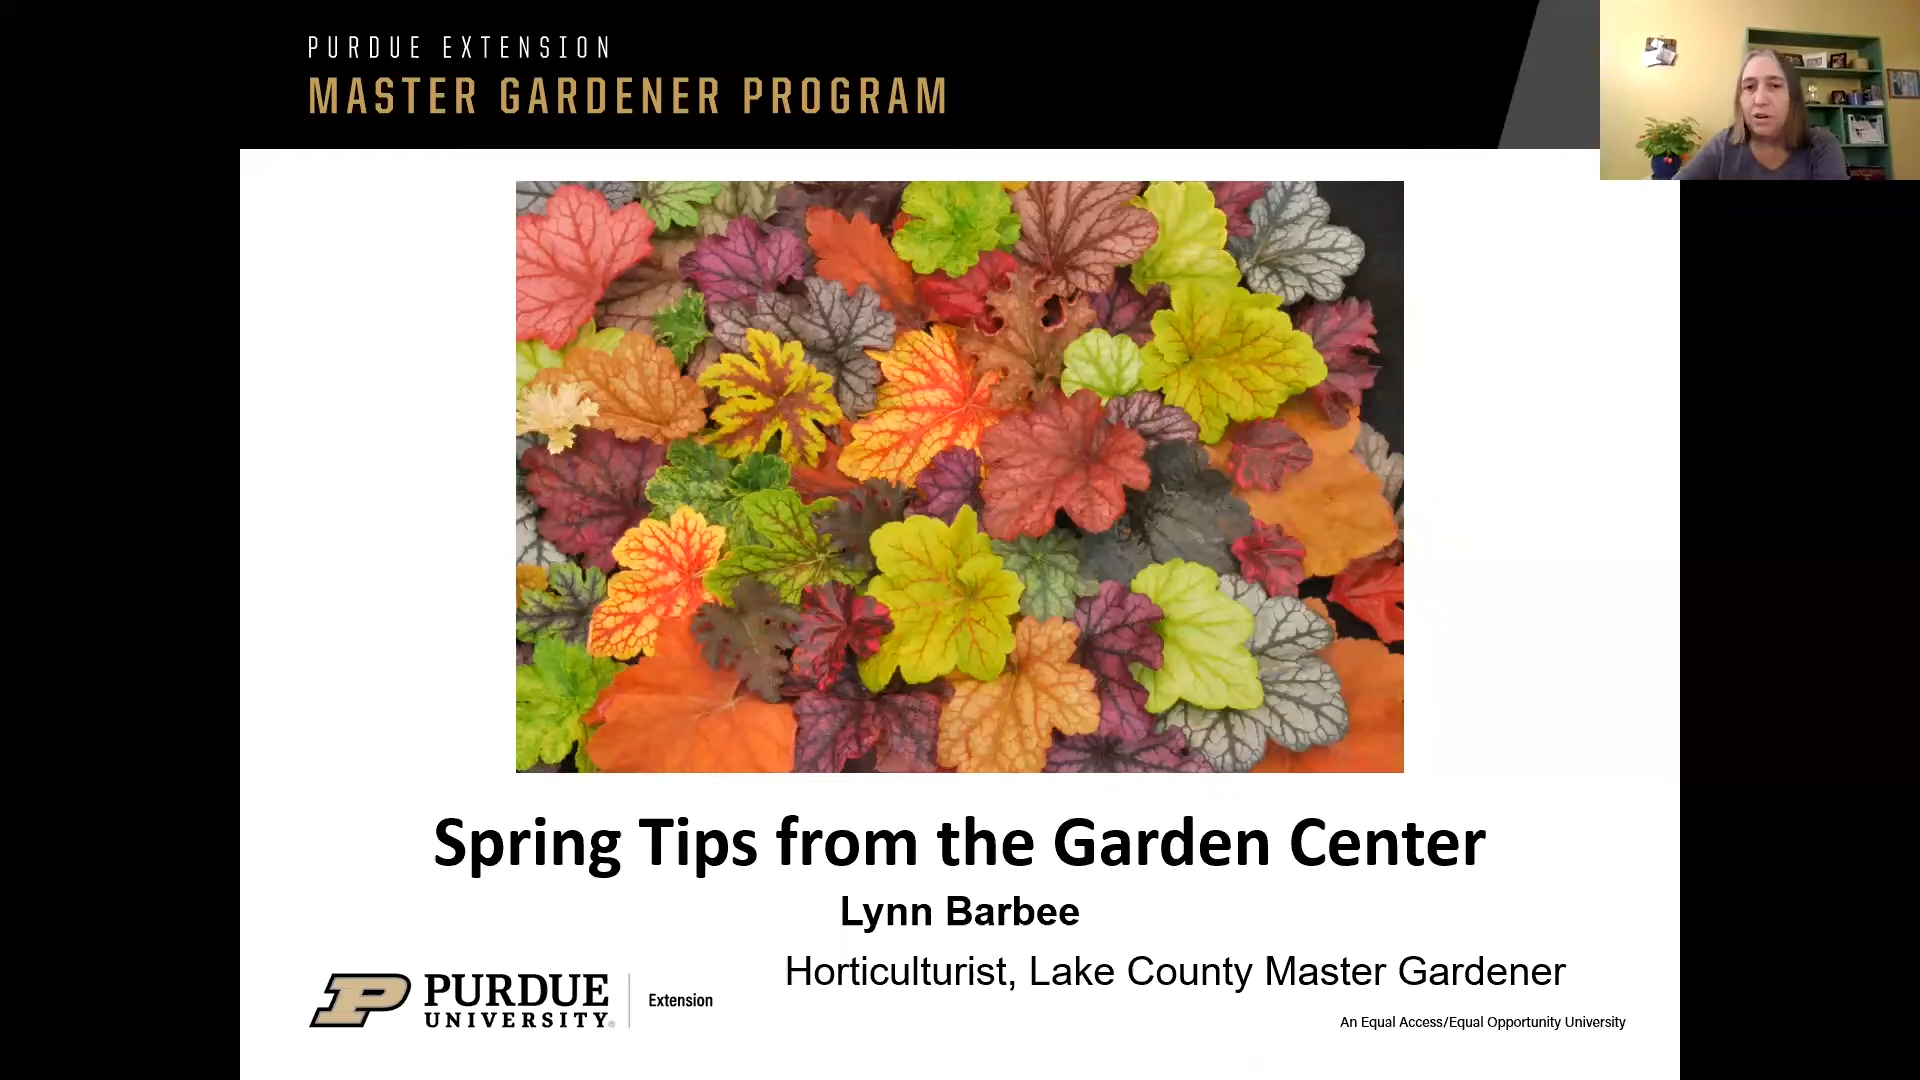 PURDUE EXTENSION
MASTER GARDENER PROGRAM
Spring Tips from the Garden Center
Lynn Barbee
Horticulturist, Lake County Master Gardener
PURDUE
UNIVERSITY®
Extension
An Equal Access/Equal Opportunity University